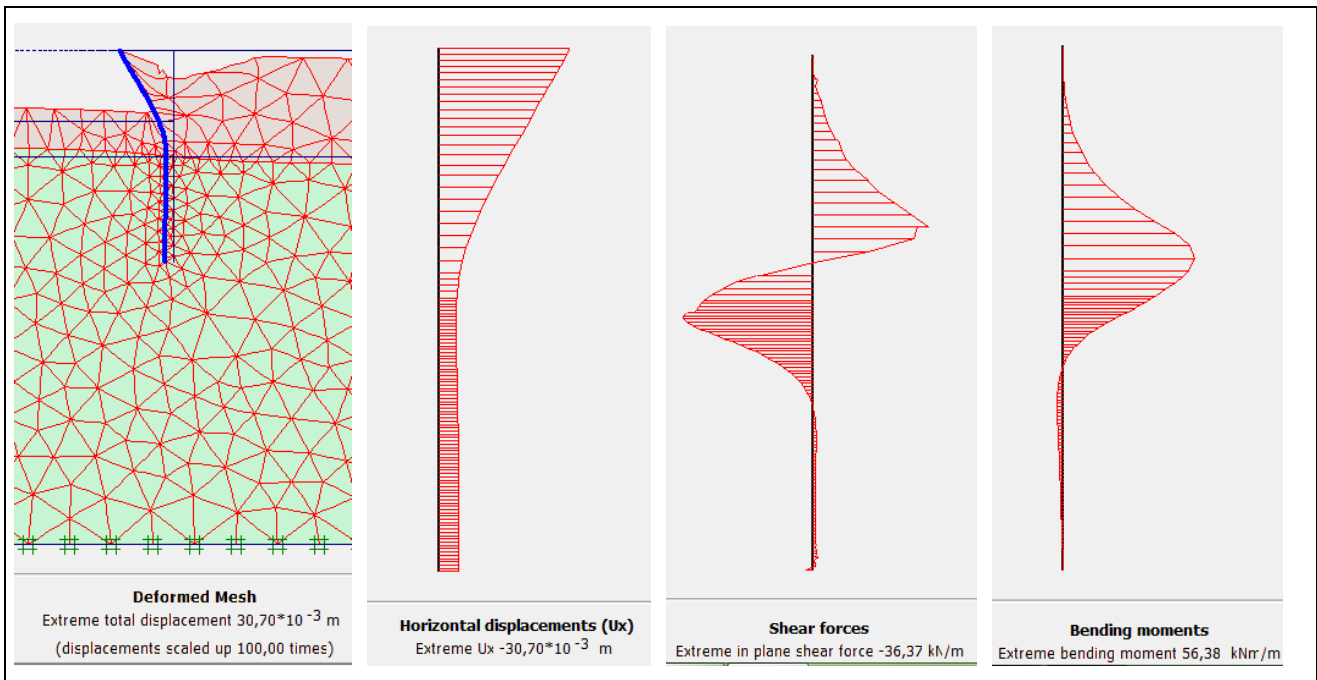 Deformed Mesh
Extreme total displacement 30,70*10 -3 m
(displacements scaled up 100,00 times)
Horizontal displacements (Ux)
Extreme Ux -30,70*10 -3 m
Shear forces
Extreme in plane shear force -36,37 kN/m
Bending moments
Extreme bending moment 56,38 kNm/m